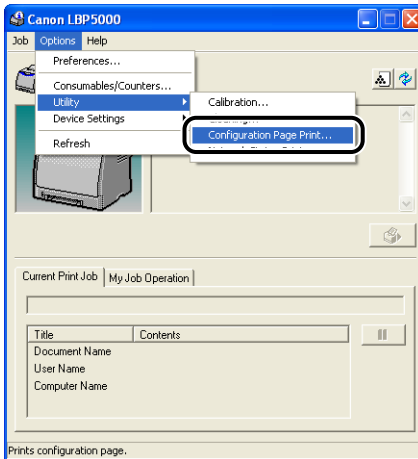 Canon LBP5000
Job Options Help
Preferences...
Consumables/Counters...
Utility
Calibration...
Device Settings
Configuration Page Print...
Refresh
Current Print Job My Job Operation
Title Contents
Document Name
User Name
Computer Name
Prints configuration page.